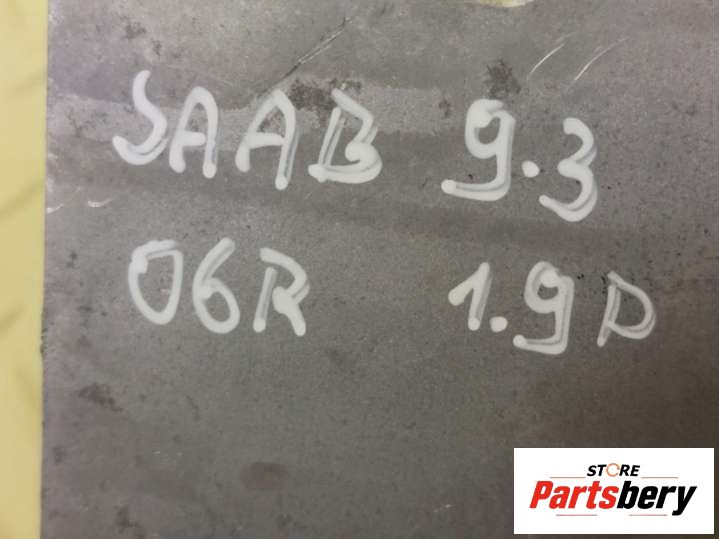 SAAB 9.3
06R 1.9D
STORE
Partsbery